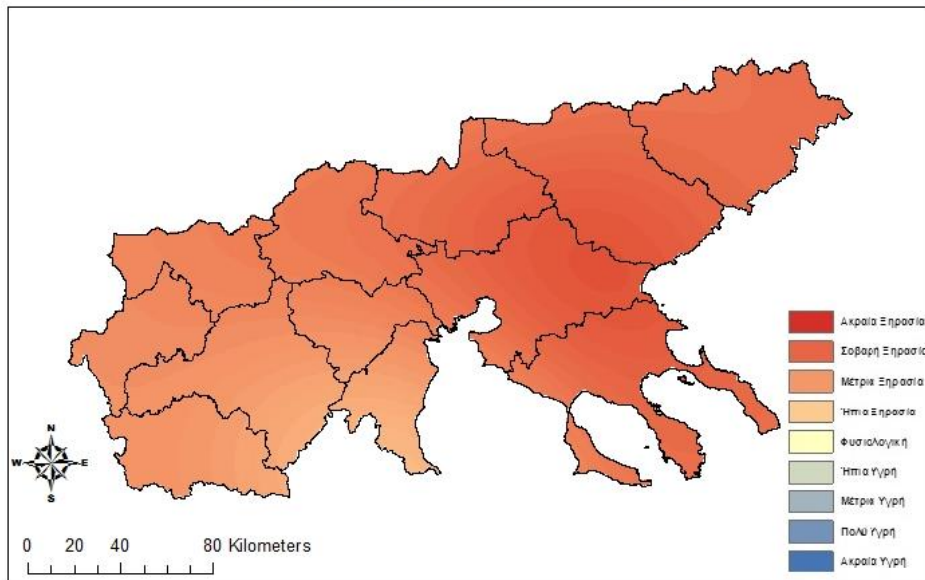 Ακραία Ξηρασία
Σοβαρή Ξηρασία
Μέτρια Ξηρασία
Ήπια Ξηρασία
Φυσιολογική
Ήπια Υγρή
Μέτρια Υγρή
Πολύ Υγρή
Ακραία Υγρή
N
W E
S
0 20 40 80 Kilometers